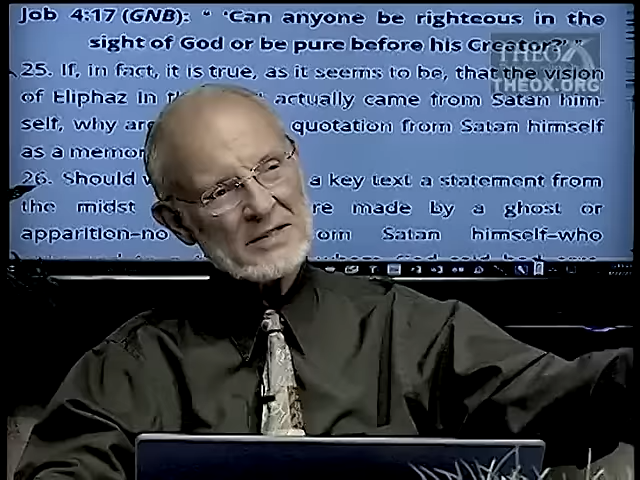 Job 4:17 (GNB): " 'Can anyone be righteous in the
sight of God or be pure before his Creator?' "
THEO
THEOX.ORG
25. If, in fact, it is true, as it seems to be, that the vision
of Eliphaz in actually came from Satan him-
self, why quotation from Satan himself
as a
26. Should a key text a statement from
the midst made by a ghost or
apparition—no Satan himself—who